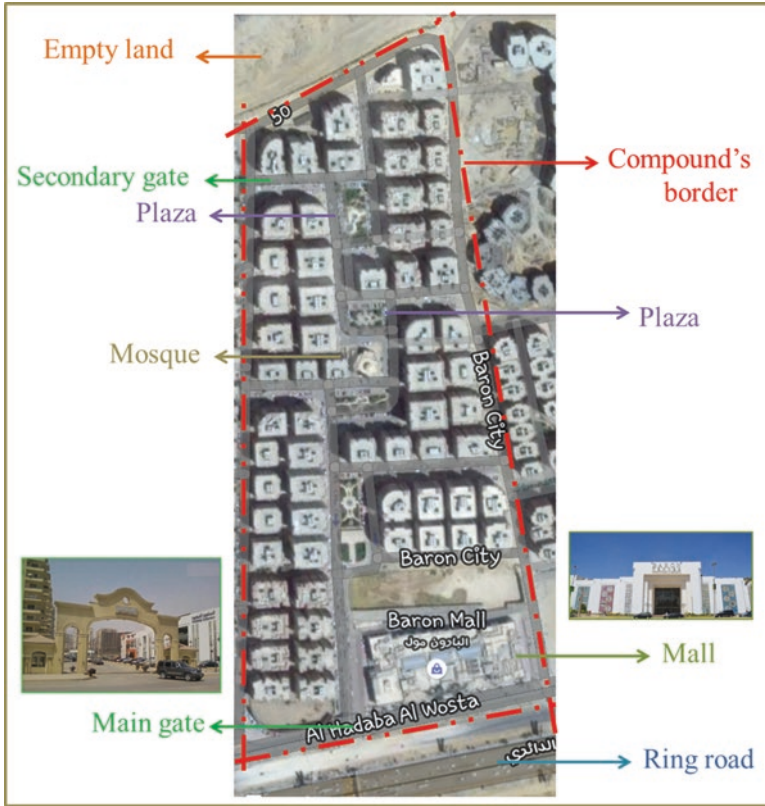 Empty land
50
Secondary gate
Compound's
border
Plaza
Plaza
Mosque
Baron City
Baron City
Baron Mall
البارون مول
Mall
Main gate
Al Hadaba Al Wosta
Ring road